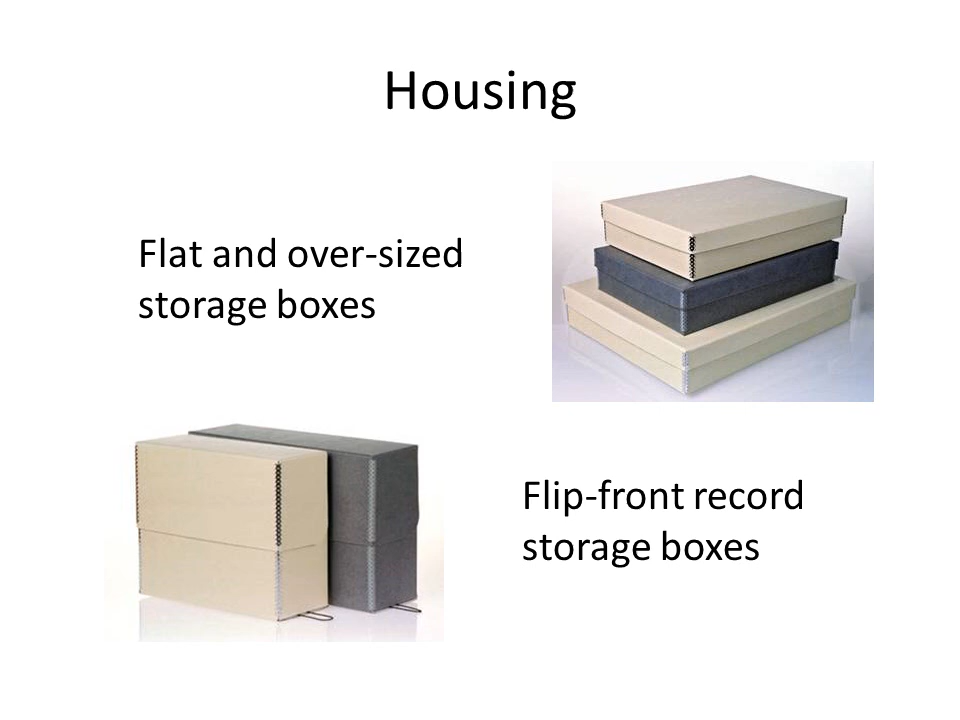 Housing
Flat and over-sized
storage boxes
Flip-front record
storage boxes